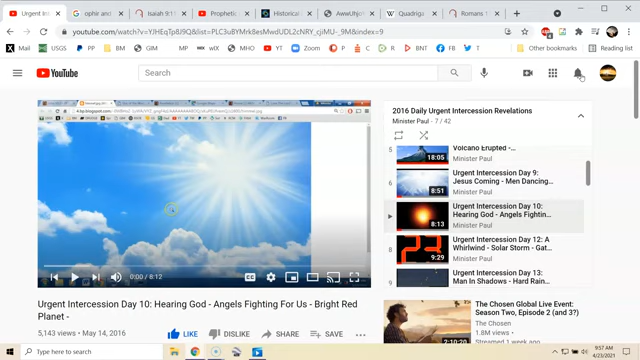 Urgent Int
ophir and
Isaiah 9:11
Prophetic
Historical
AwwUhjo
Quadriga
Romans 1
youtube.com/watch?v=YJHEqTp8J9Q&list=PLC3uBYMrk8esMwdUDL2cNRY_cjiMU-_9M&index=9
Mail
USGS
PP
GP
MP
wIX
MHO
YT
Zoom
P
R
BNT
FB
T
Other bookmarks
Reading list
YouTube
Search
0:00 / 8:12
Urgent Intercession Day 10: Hearing God - Angels Fighting For Us - Bright Red
Planet -
5,143 views • May 14, 2016
LIKE
DISLIKE
SHARE
SAVE
2016 Daily Urgent Intercession Revelations
Minister Paul - 7 / 42
5
Volcano Erupted -...
Minister Paul
18:05
6
Urgent Intercession Day 9:
Jesus Coming - Men Dancing...
Minister Paul
8:51
Urgent Intercession Day 10:
Hearing God - Angels Fightin...
Minister Paul
8:13
8
Urgent Intercession Day 12: A
Whirlwind - Solar Storm - Gat...
Minister Paul
23
9:29
9
Urgent Intercession Day 13:
Man In Shadows - Hard Rain...
The Chosen Global Live Event:
Season Two, Episode 2 (and 3?)
The Chosen
1.8M views •
Streamed 1 week ago
2:10:20
Type here to search
9:57 AM
4/23/2021